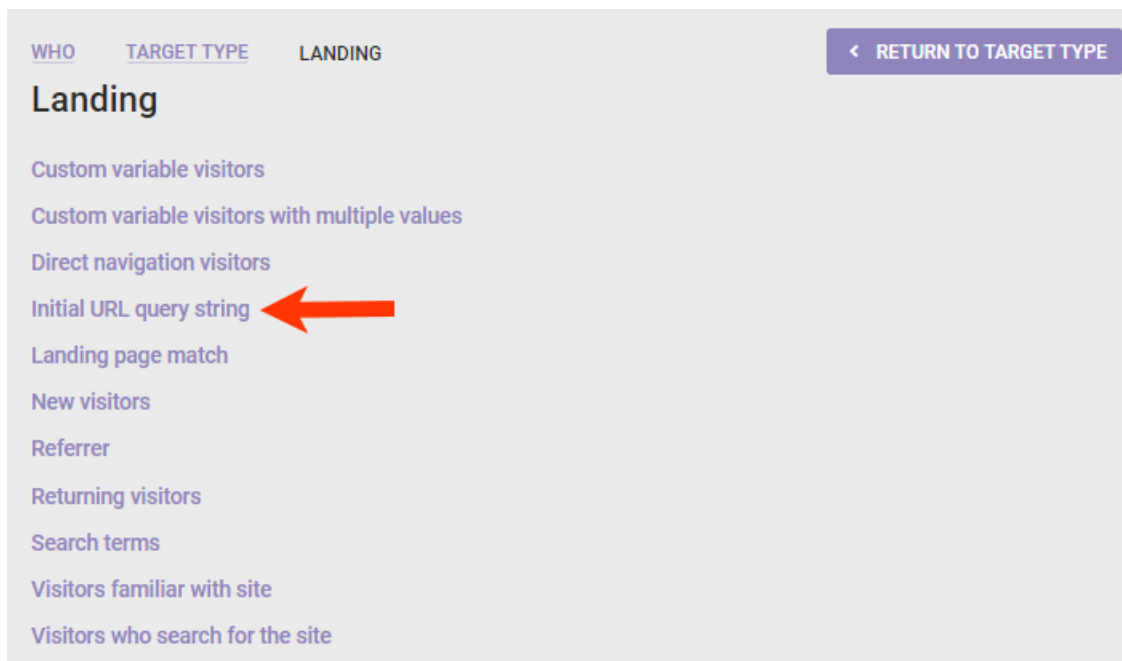 WHO TARGET TYPE LANDING
RETURN TO TARGET TYPE
Landing
Custom variable visitors
Custom variable visitors with multiple values
Direct navigation visitors
Initial URL query string
Landing page match
New visitors
Referrer
Returning visitors
Search terms
Visitors familiar with site
Visitors who search for the site